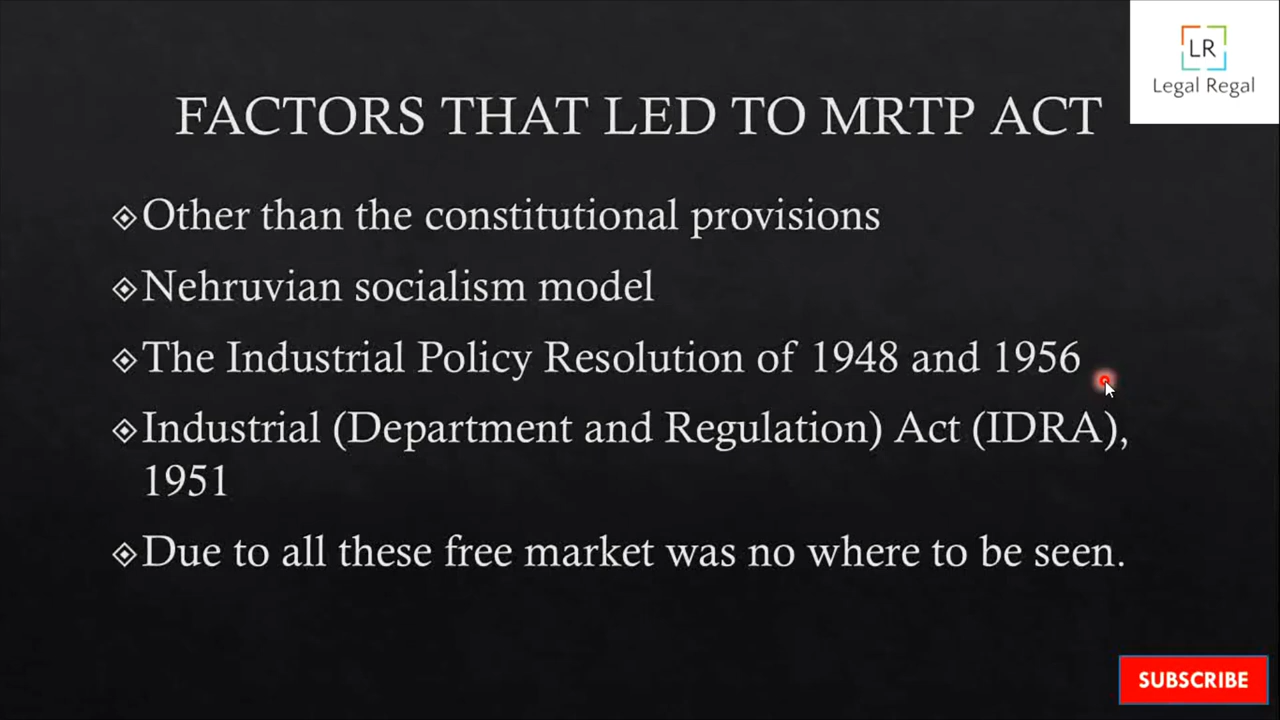 LR
Legal Regal
FACTORS THAT LED TO MRTP ACT
Other than the constitutional provisions
Nehruvian socialism model
The Industrial Policy Resolution of 1948 and 1956
Industrial (Department and Regulation) Act (IDRA),
1951
Due to all these free market was no where to be seen.
SUBSCRIBE